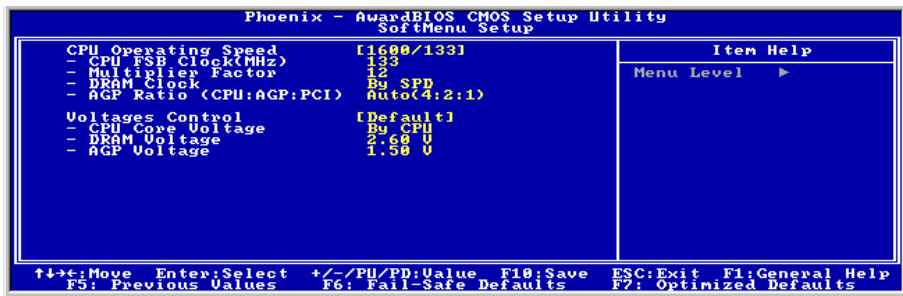 Phoenix - AwardBIOS CMOS Setup Utility
SoftMenu Setup
CPU Operating Speed [1600/133]
- CPU FSB Clock(MHz) 133
- Multiplier Factor 12
- DRAM Clock By SPD
- AGP Ratio (CPU:AGP:PCI) Auto(4:2:1)
Voltages Control [Default]
- CPU Core Voltage By CPU
- DRAM Voltage 2.60 V
- AGP Voltage 1.50 V
Item Help
Menu Level ►
↑↓→←:Move Enter:Select +/-/PU/PD:Value F10:Save ESC:Exit F1:General Help
F5: Previous Values F6: Fail-Safe Defaults F7: Optimized Defaults